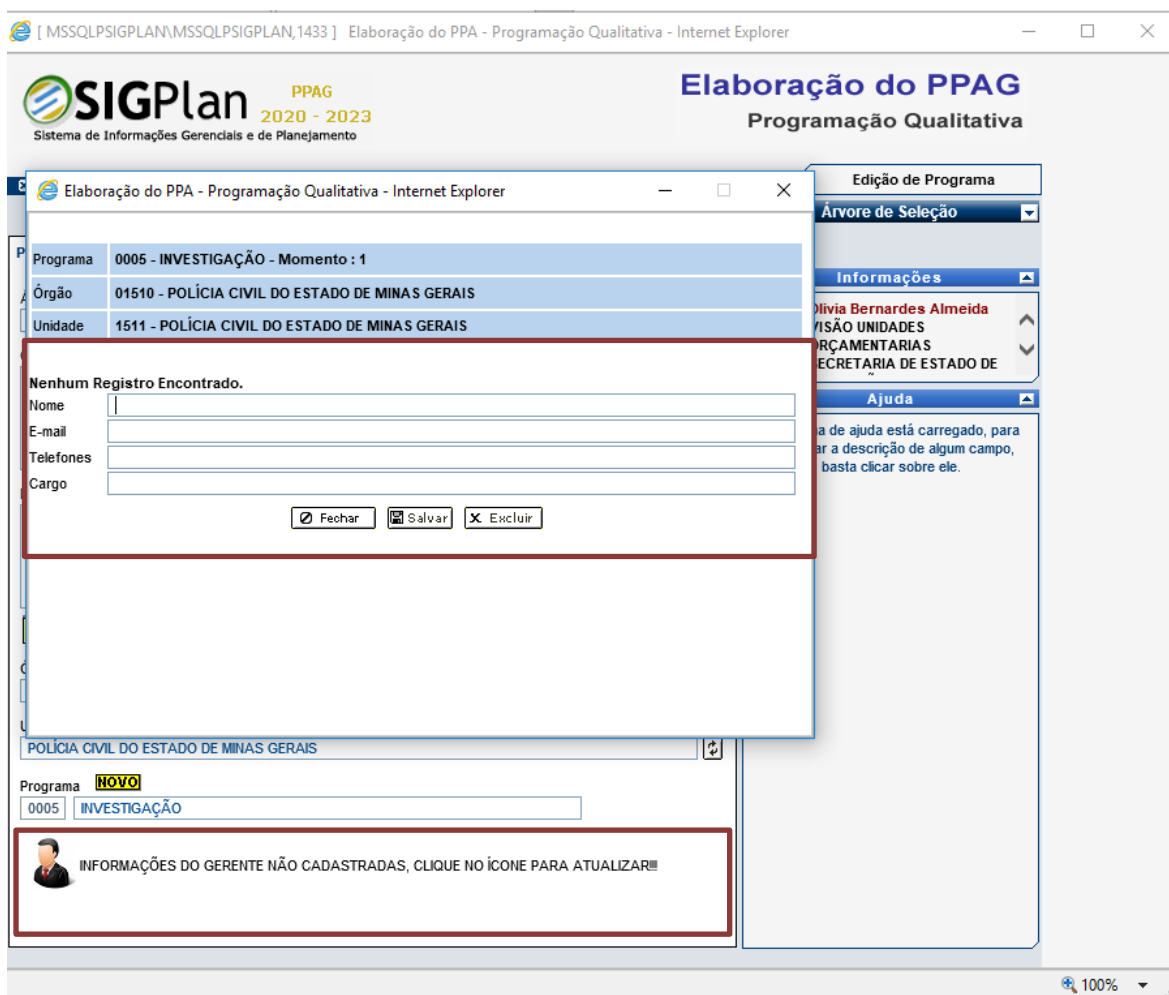 [ MSSQLPSIGPLAN\MSSQLPSIGPLAN,1433 ] Elaboração do PPA - Programação Qualitativa - Internet Explorer
SIGPlan
PPAG
2020 - 2023
Sistema de Informações Gerenciais e de Planejamento
Elaboração do PPAG
Programação Qualitativa
Elaboração do PPA - Programação Qualitativa - Internet Explorer
Programa 0005 - INVESTIGAÇÃO - Momento : 1
Órgão 01510 - POLÍCIA CIVIL DO ESTADO DE MINAS GERAIS
Unidade 1511 - POLÍCIA CIVIL DO ESTADO DE MINAS GERAIS
Nenhum Registro Encontrado.
Nome
E-mail
Telefones
Cargo
Fechar Salvar Excluir
Edição de Programa
Árvore de Seleção
Informações
Olivia Bernardes Almeida
VISÃO UNIDADES
ORÇAMENTARIAS
SECRETARIA DE ESTADO DE
Ajuda
de ajuda está carregado, para
a descrição de algum campo,
basta clicar sobre ele.
POLÍCIA CIVIL DO ESTADO DE MINAS GERAIS
Programa NOVO
0005 INVESTIGAÇÃO
INFORMAÇÕES DO GERENTE NÃO CADASTRADAS, CLIQUE NO ÍCONE PARA ATUALIZAR!!!
100%